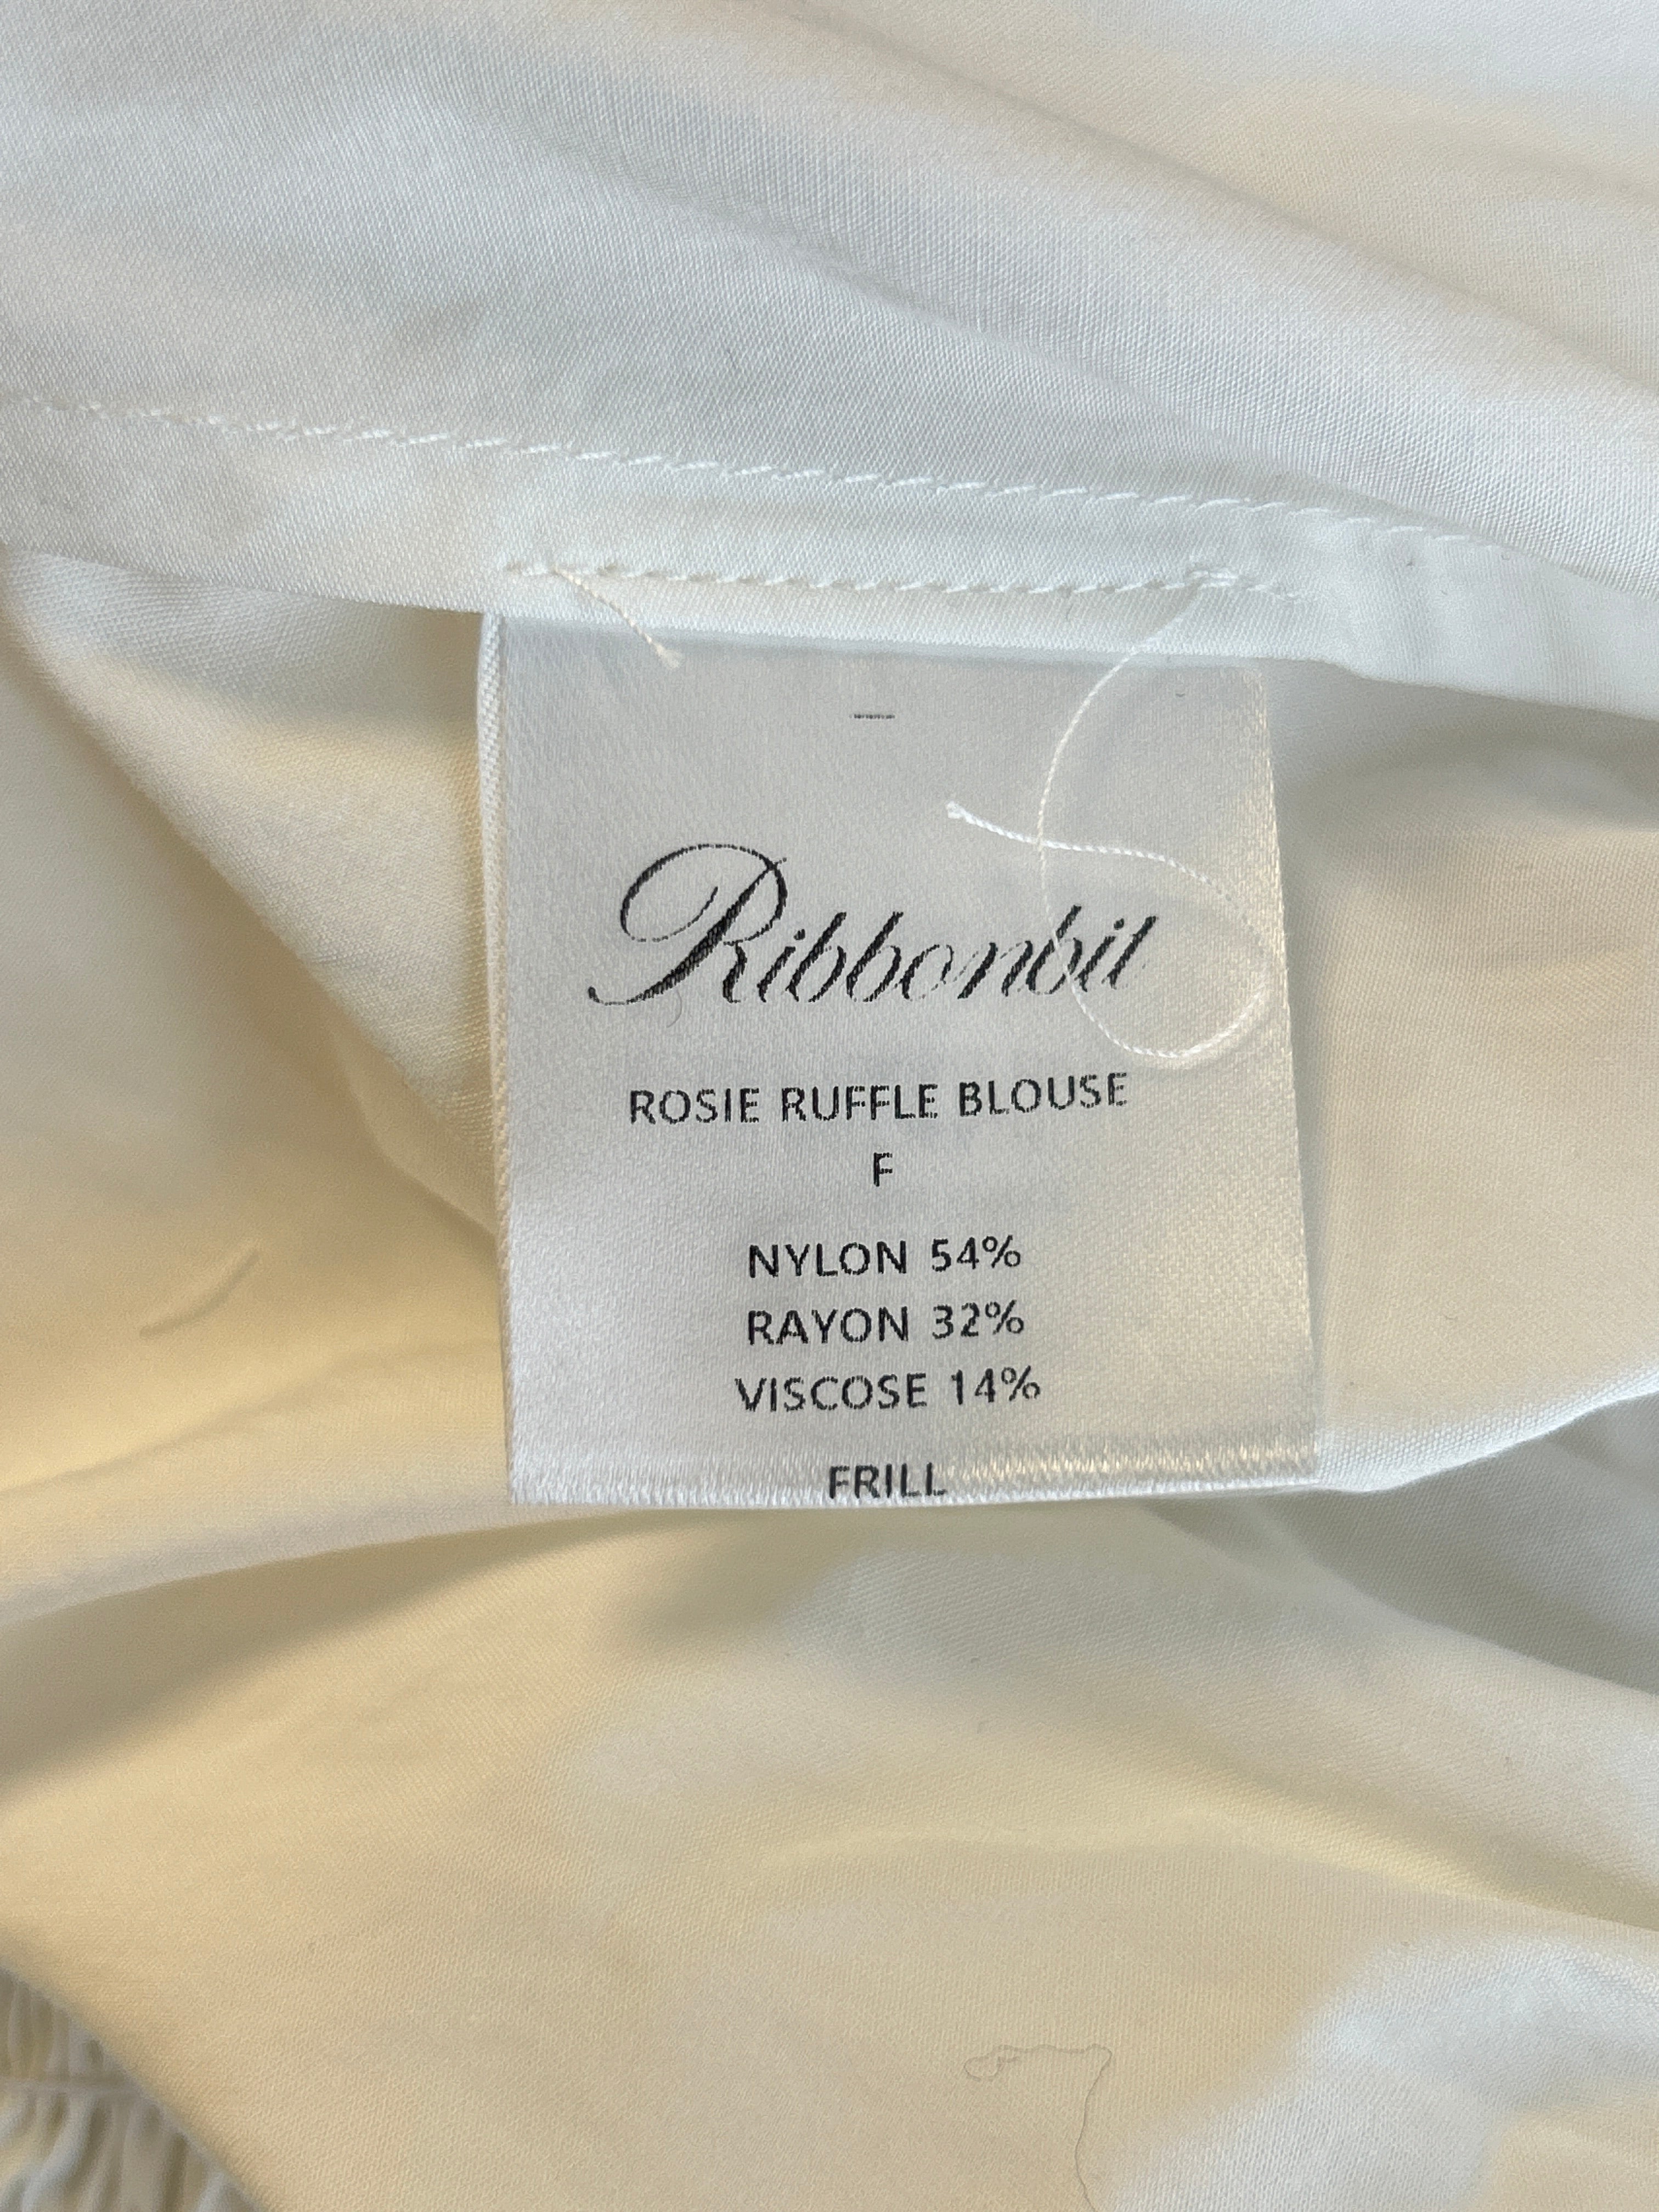 Ribbonbit
ROSIE RUFFLE BLOUSE
F
NYLON 54%
RAYON 32%
VISCOSE 14%
FRILL